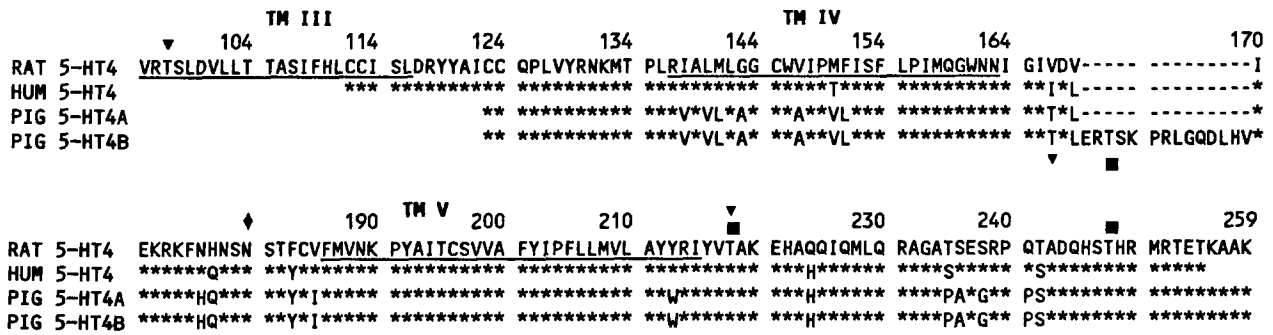 TM III TM IV
▼ 104 114 124 134 144 154 164 170
RAT 5-HT4 VRTSLDVLLT TASIFHLCCI SLDRYYAICC QPLVYRNKMT PLRIALMLGG CWVIPMFISF LPIMQGWNNI GIVDV----- ----------I
HUM 5-HT4 *** ********** ********** ********** *****T**** ********** **I*L----- ----------*
PIG 5-HT4A ** ********** ***V*VL*A* **A**VL*** ********** **T*L----- ----------*
PIG 5-HT4B ** ********** ***V*VL*A* **A**VL*** ********** **T*LERTSK PRLGQDLHV*
▼ ■
♦ 190 TM V 200 210 ▼ ■ 230 240 ■ 259
RAT 5-HT4 EKRKFNHNSN STFCVFMVNK PYAITCSVVA FYIPFLLMVL AYYRIYVTAK EHAQQIQMLQ RAGATSESRP QTADQHSTHR MRTETKAAK
HUM 5-HT4 ******Q*** **Y******* ********** ********** ********** ***H****** ****S***** *S******** ******
PIG 5-HT4A *****HQ*** **Y*I***** ********** ********** **W******* ***H****** ****PA*G** PS******** *********
PIG 5-HT4B *****HQ*** **Y*I***** ********** ********** **W******* ***H****** ****PA*G** PS******** *********